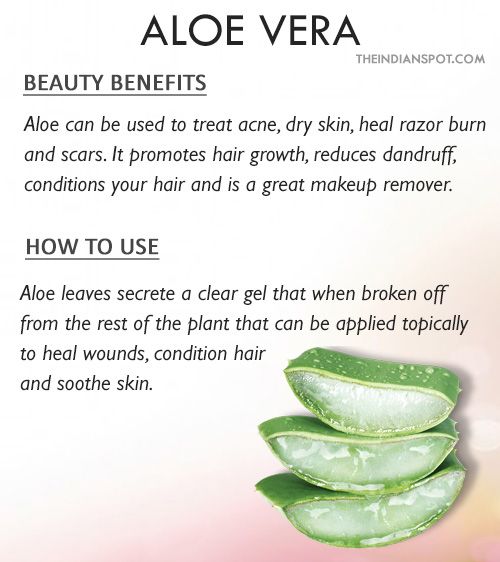 ALOE VERA
THEINDIANSPOT.COM
BEAUTY BENEFITS
Aloe can be used to treat acne, dry skin, heal razor burn
and scars. It promotes hair growth, reduces dandruff,
conditions your hair and is a great makeup remover.
HOW TO USE
Aloe leaves secrete a clear gel that when broken off
from the rest of the plant that can be applied topically
to heal wounds, condition hair
and soothe skin.